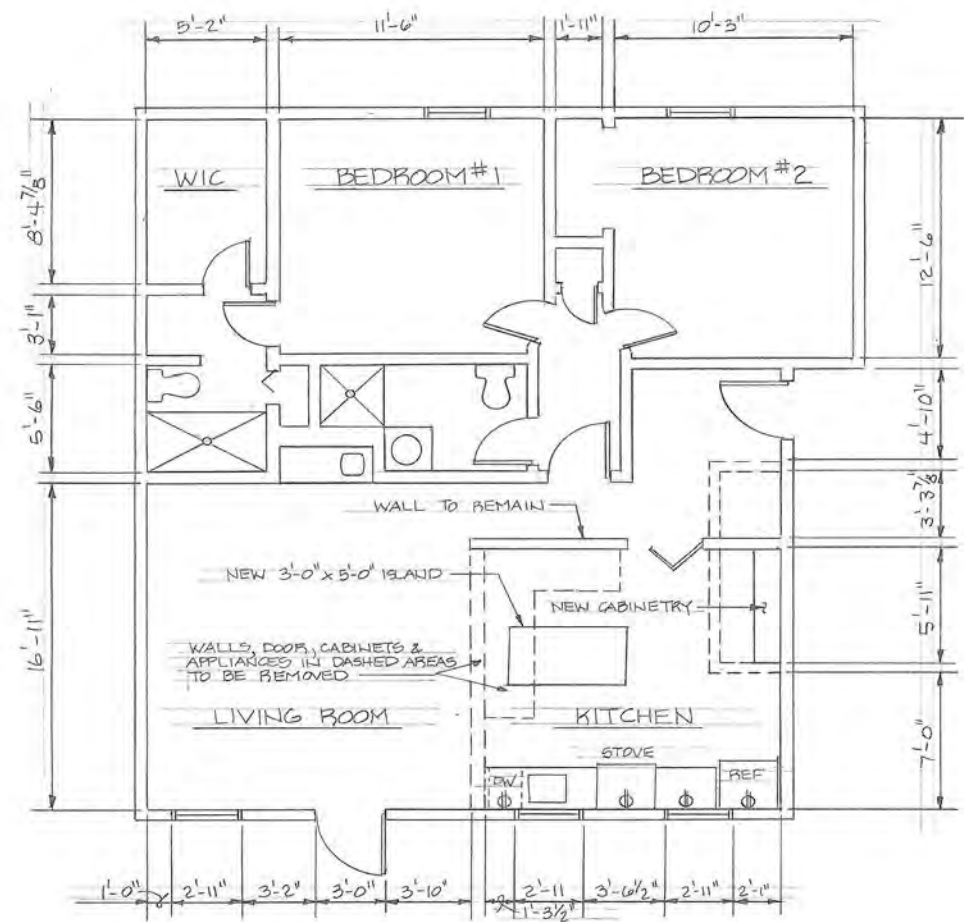 5'-2"
11'-6"
1'-11"
10'-3"
WIC
BEDROOM #1
BEDROOM #2
8'-4 7/8"
3'-1"
5'-6"
16'-11"
12'-6"
4'-10"
3'-3 7/8"
5'-11"
7'-0"
WALL TO REMAIN
NEW 3'-0" x 5'-0" ISLAND
NEW CABINETRY
WALLS, DOOR, CABINETS &
APPLIANCES IN DASHED AREAS
TO BE REMOVED
LIVING ROOM
KITCHEN
STOVE
DW
REF
1'-0"
2'-11"
3'-2"
3'-0"
3'-10"
1'-3 1/2"
2'-11
3'-6 1/2"
2'-11"
2'-1"